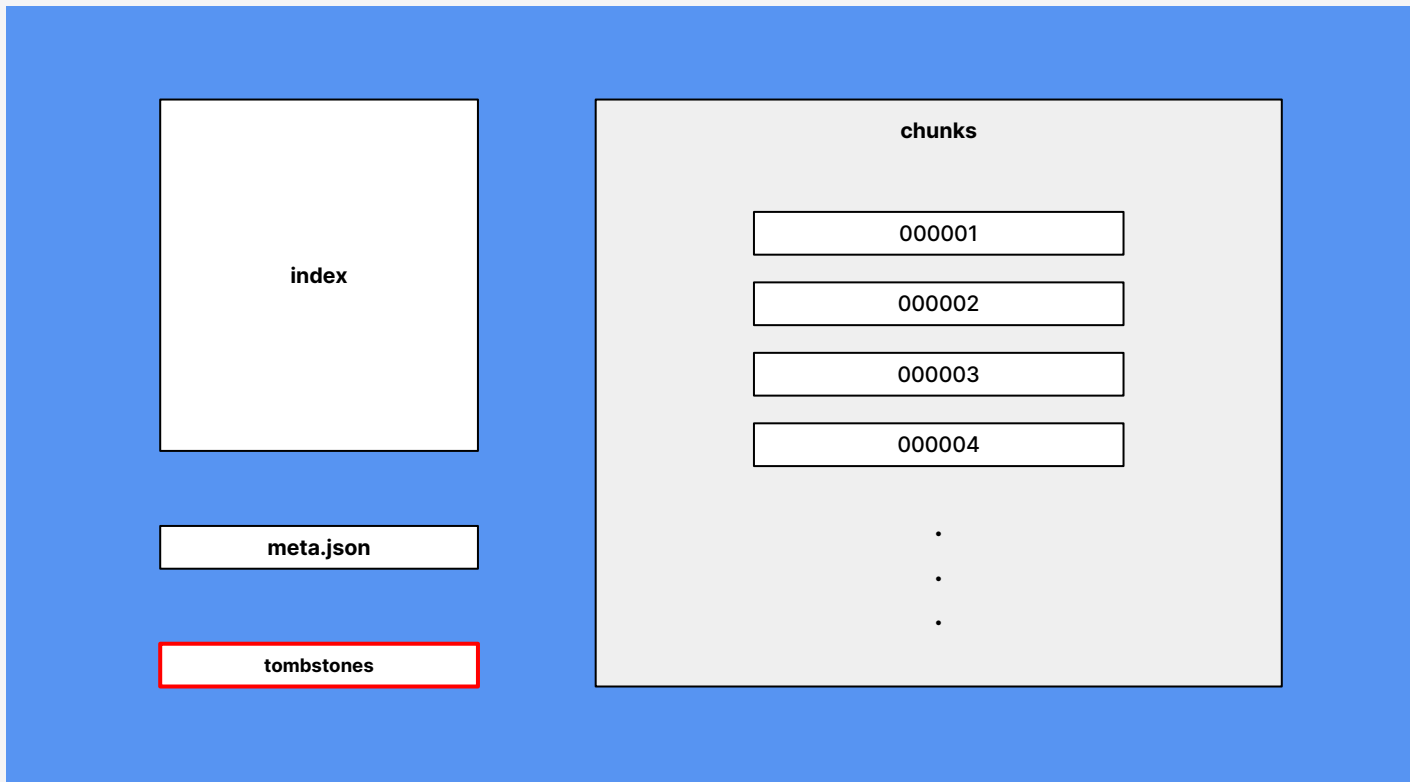 index
meta.json
tombstones
chunks
000001
000002
000003
000004
.
.
.